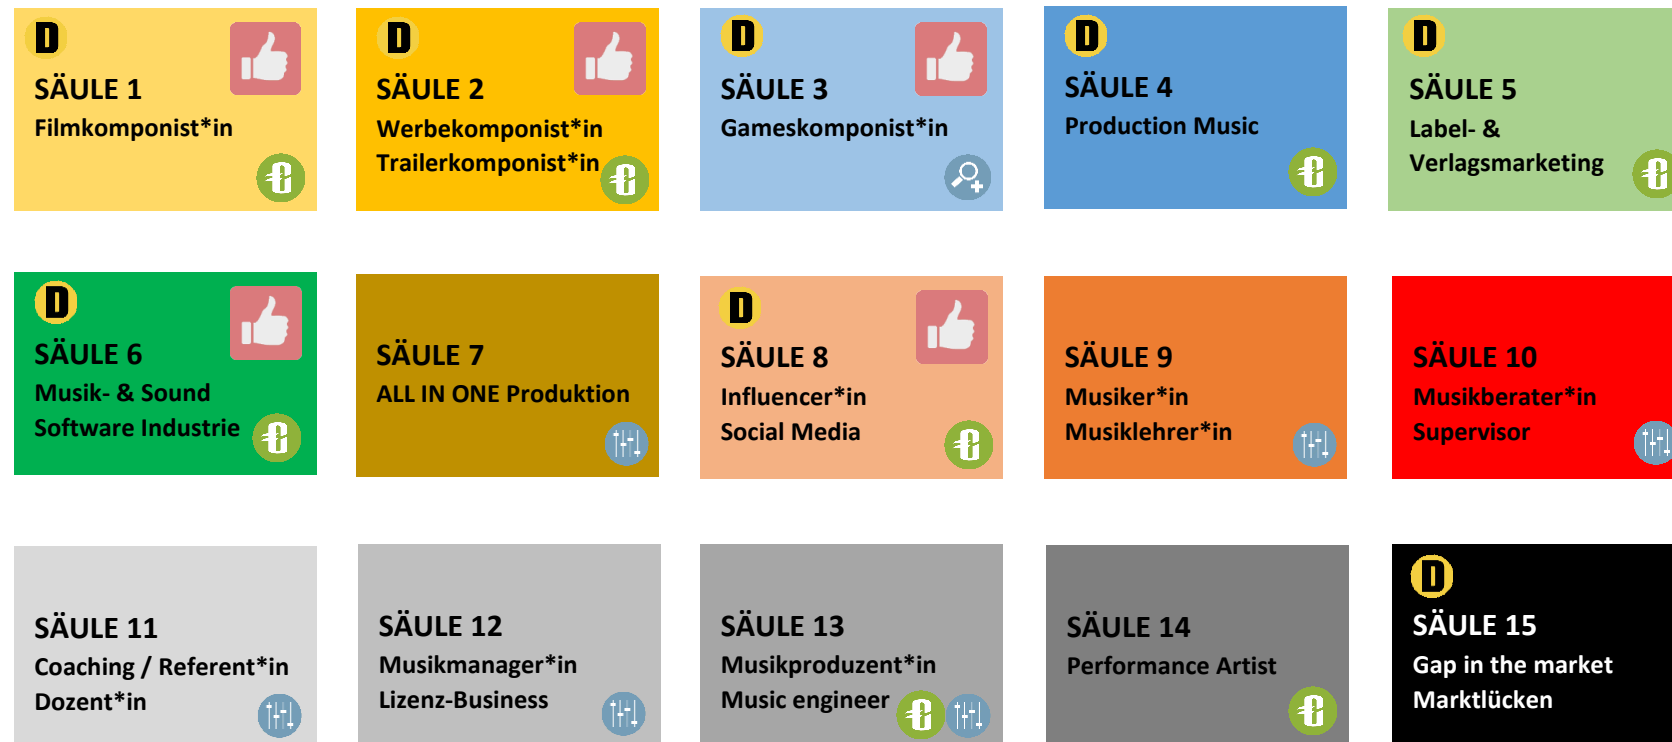 D
SÄULE 1
Filmkomponist*in
D
SÄULE 2
Werbekomponist*in
Trailerkomponist*in
D
SÄULE 3
Gameskomponist*in
D
SÄULE 4
Production Music
D
SÄULE 5
Label- &
Verlagsmarketing
D
SÄULE 6
Musik- & Sound
Software Industrie
SÄULE 7
ALL IN ONE Produktion
D
SÄULE 8
Influencer*in
Social Media
SÄULE 9
Musiker*in
Musiklehrer*in
SÄULE 10
Musikberater*in
Supervisor
SÄULE 11
Coaching / Referent*in
Dozent*in
SÄULE 12
Musikmanager*in
Lizenz-Business
SÄULE 13
Musikproduzent*in
Music engineer
SÄULE 14
Performance Artist
D
SÄULE 15
Gap in the market
Marktlücken